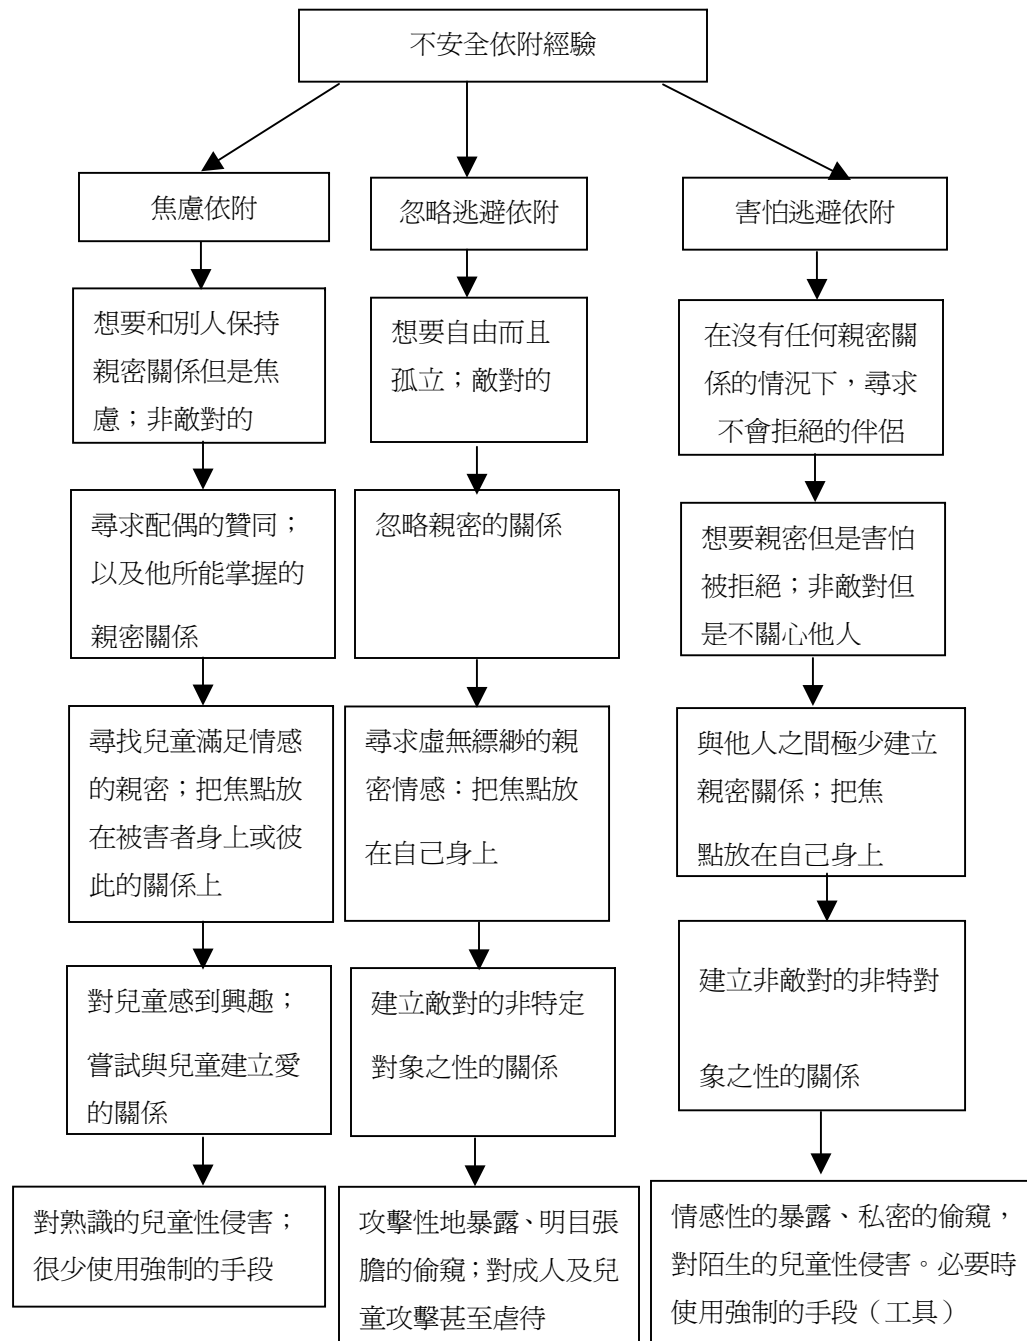 不安全依附經驗
焦慮依附
忽略逃避依附
害怕逃避依附
想要和別人保持
親密關係但是焦
慮；非敵對的
想要自由而且
孤立；敵對的
在沒有任何親密關
係的情況下，尋求
不會拒絕的伴侶
尋求配偶的贊同；
以及他所能掌握的
親密關係
忽略親密的關係
想要親密但是害怕
被拒絕；非敵對但
是不關心他人
尋找兒童滿足情感
的親密；把焦點放
在被害者身上或彼
此的關係上
尋求虛無縹緲的親
密情感：把焦點放
在自己身上
與他人之間極少建立
親密關係；把焦
點放在自己身上
對兒童感到興趣；
嘗試與兒童建立愛
的關係
建立敵對的非特定
對象之性的關係
建立非敵對的非特對
象之性的關係
對熟識的兒童性侵害；
很少使用強制的手段
攻擊性地暴露、明目張
膽的偷窺；對成人及兒
童攻擊甚至虐待
情感性的暴露、私密的偷窺，
對陌生的兒童性侵害。必要時
使用強制的手段（工具）